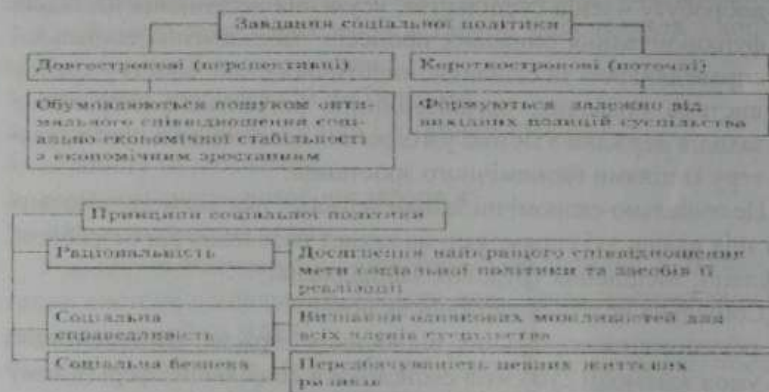 Завдання соціальної політики
Довгострокові (перспективні)
Короткострокові (поточні)
Обумовлюються пошуком опти-
мального співвідношення соці-
ально-економічної стабільності
з економічним зростанням
Формуються залежно від
вихідних позицій суспільства
Принципи соціальної політики
Раціональність
Досягнення найкращого співвідношення
мети соціальної політики та засобів її
реалізації
Соціальна
справедливість
Визнання однакових можливостей для
всіх членів суспільства
Соціальна безпека
Передбачуваність певних життєвих
ризиків